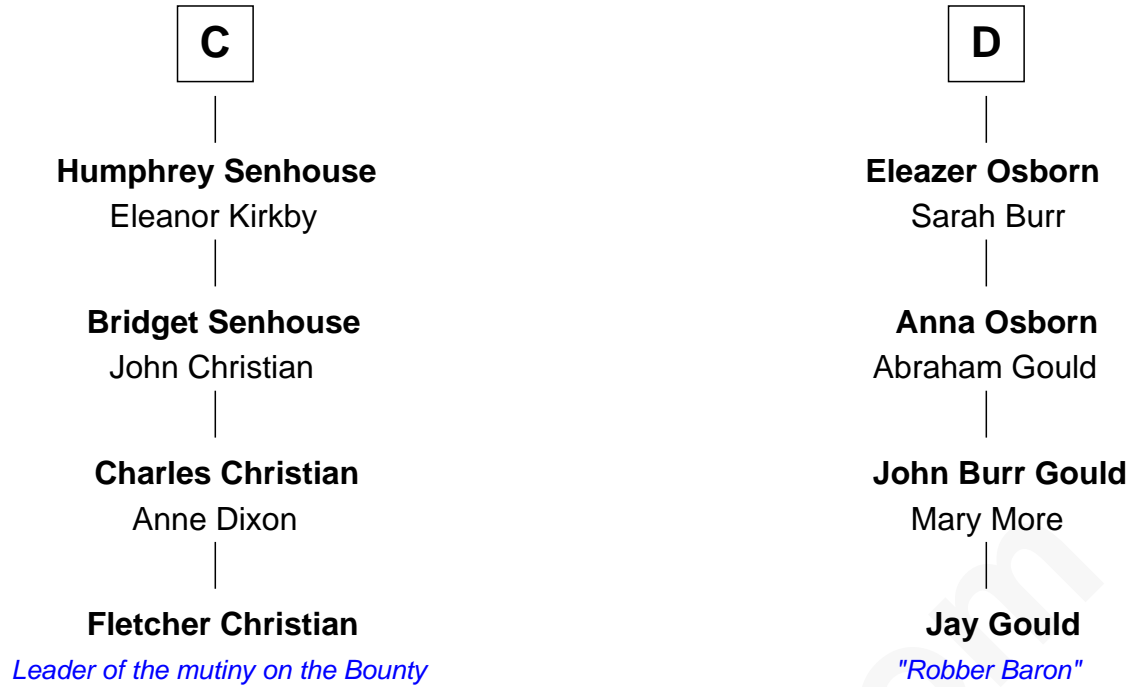 C
Humphrey Senhouse
Eleanor Kirkby
Bridget Senhouse
John Christian
Charles Christian
Anne Dixon
Fletcher Christian
Leader of the mutiny on the Bounty
D
Eleazer Osborn
Sarah Burr
Anna Osborn
Abraham Gould
John Burr Gould
Mary More
Jay Gould
"Robber Baron"